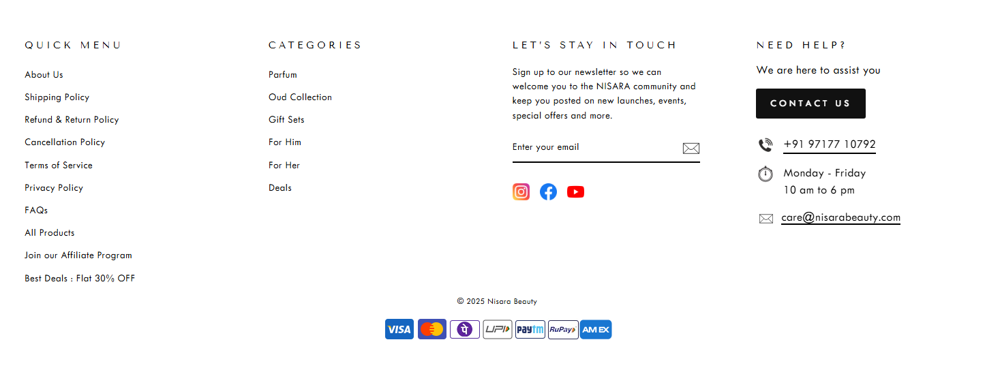 QUICK MENU
About Us
Shipping Policy
Refund & Return Policy
Cancellation Policy
Terms of Service
Privacy Policy
FAQs
All Products
Join our Affiliate Program
Best Deals : Flat 30% OFF
CATEGORIES
Parfum
Oud Collection
Gift Sets
For Him
For Her
Deals
LET'S STAY IN TOUCH
Sign up to our newsletter so we can
welcome you to the NISARA community and
keep you posted on new launches, events,
special offers and more.
Enter your email
NEED HELP?
We are here to assist you
CONTACT US
+91 97177 10792
Monday - Friday
10 am to 6 pm
care@nisarabeauty.com
© 2025 Nisara Beauty
VISA पे UPI paytm RuPay AMEX